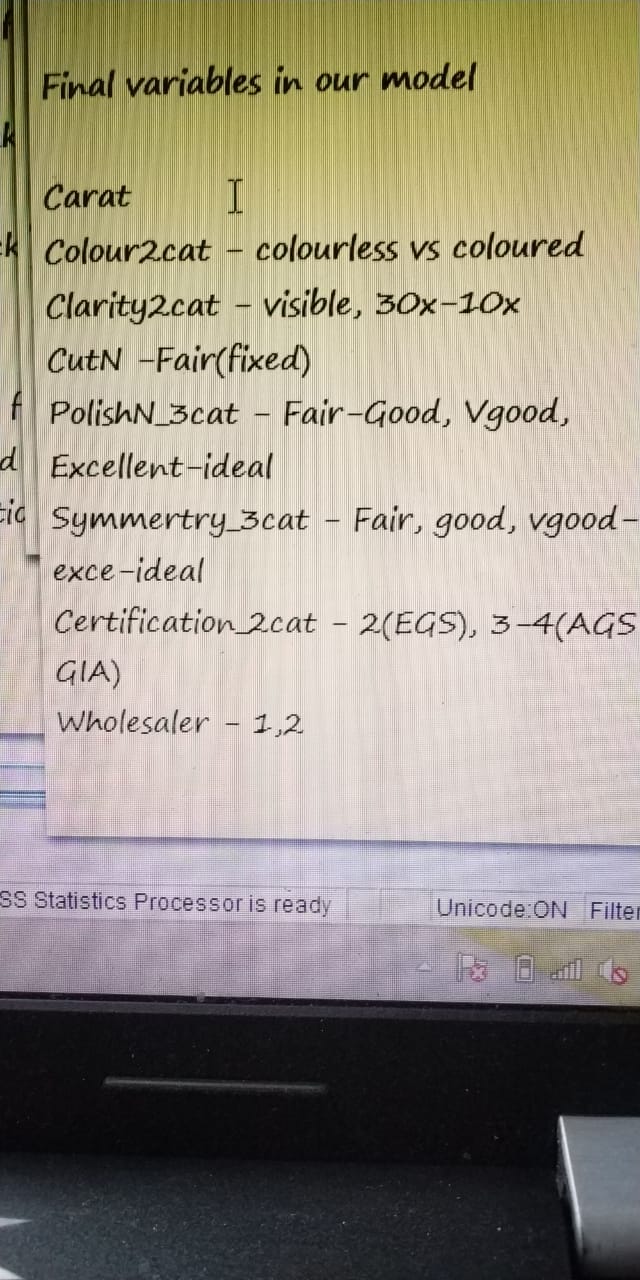 Final variables in our model
Carat
Colour2cat – colourless vs coloured
Clarity2cat – visible, 30x-10x
CutN -Fair(fixed)
PolishN_3cat – Fair-Good, Vgood,
Excellent-ideal
Symmertry_3cat – Fair, good, vgood-
exce-ideal
Certification_2cat – 2(EGS), 3-4(AGS
GIA)
Wholesaler – 1,2
SS Statistics Processor is ready Unicode:ON Filter